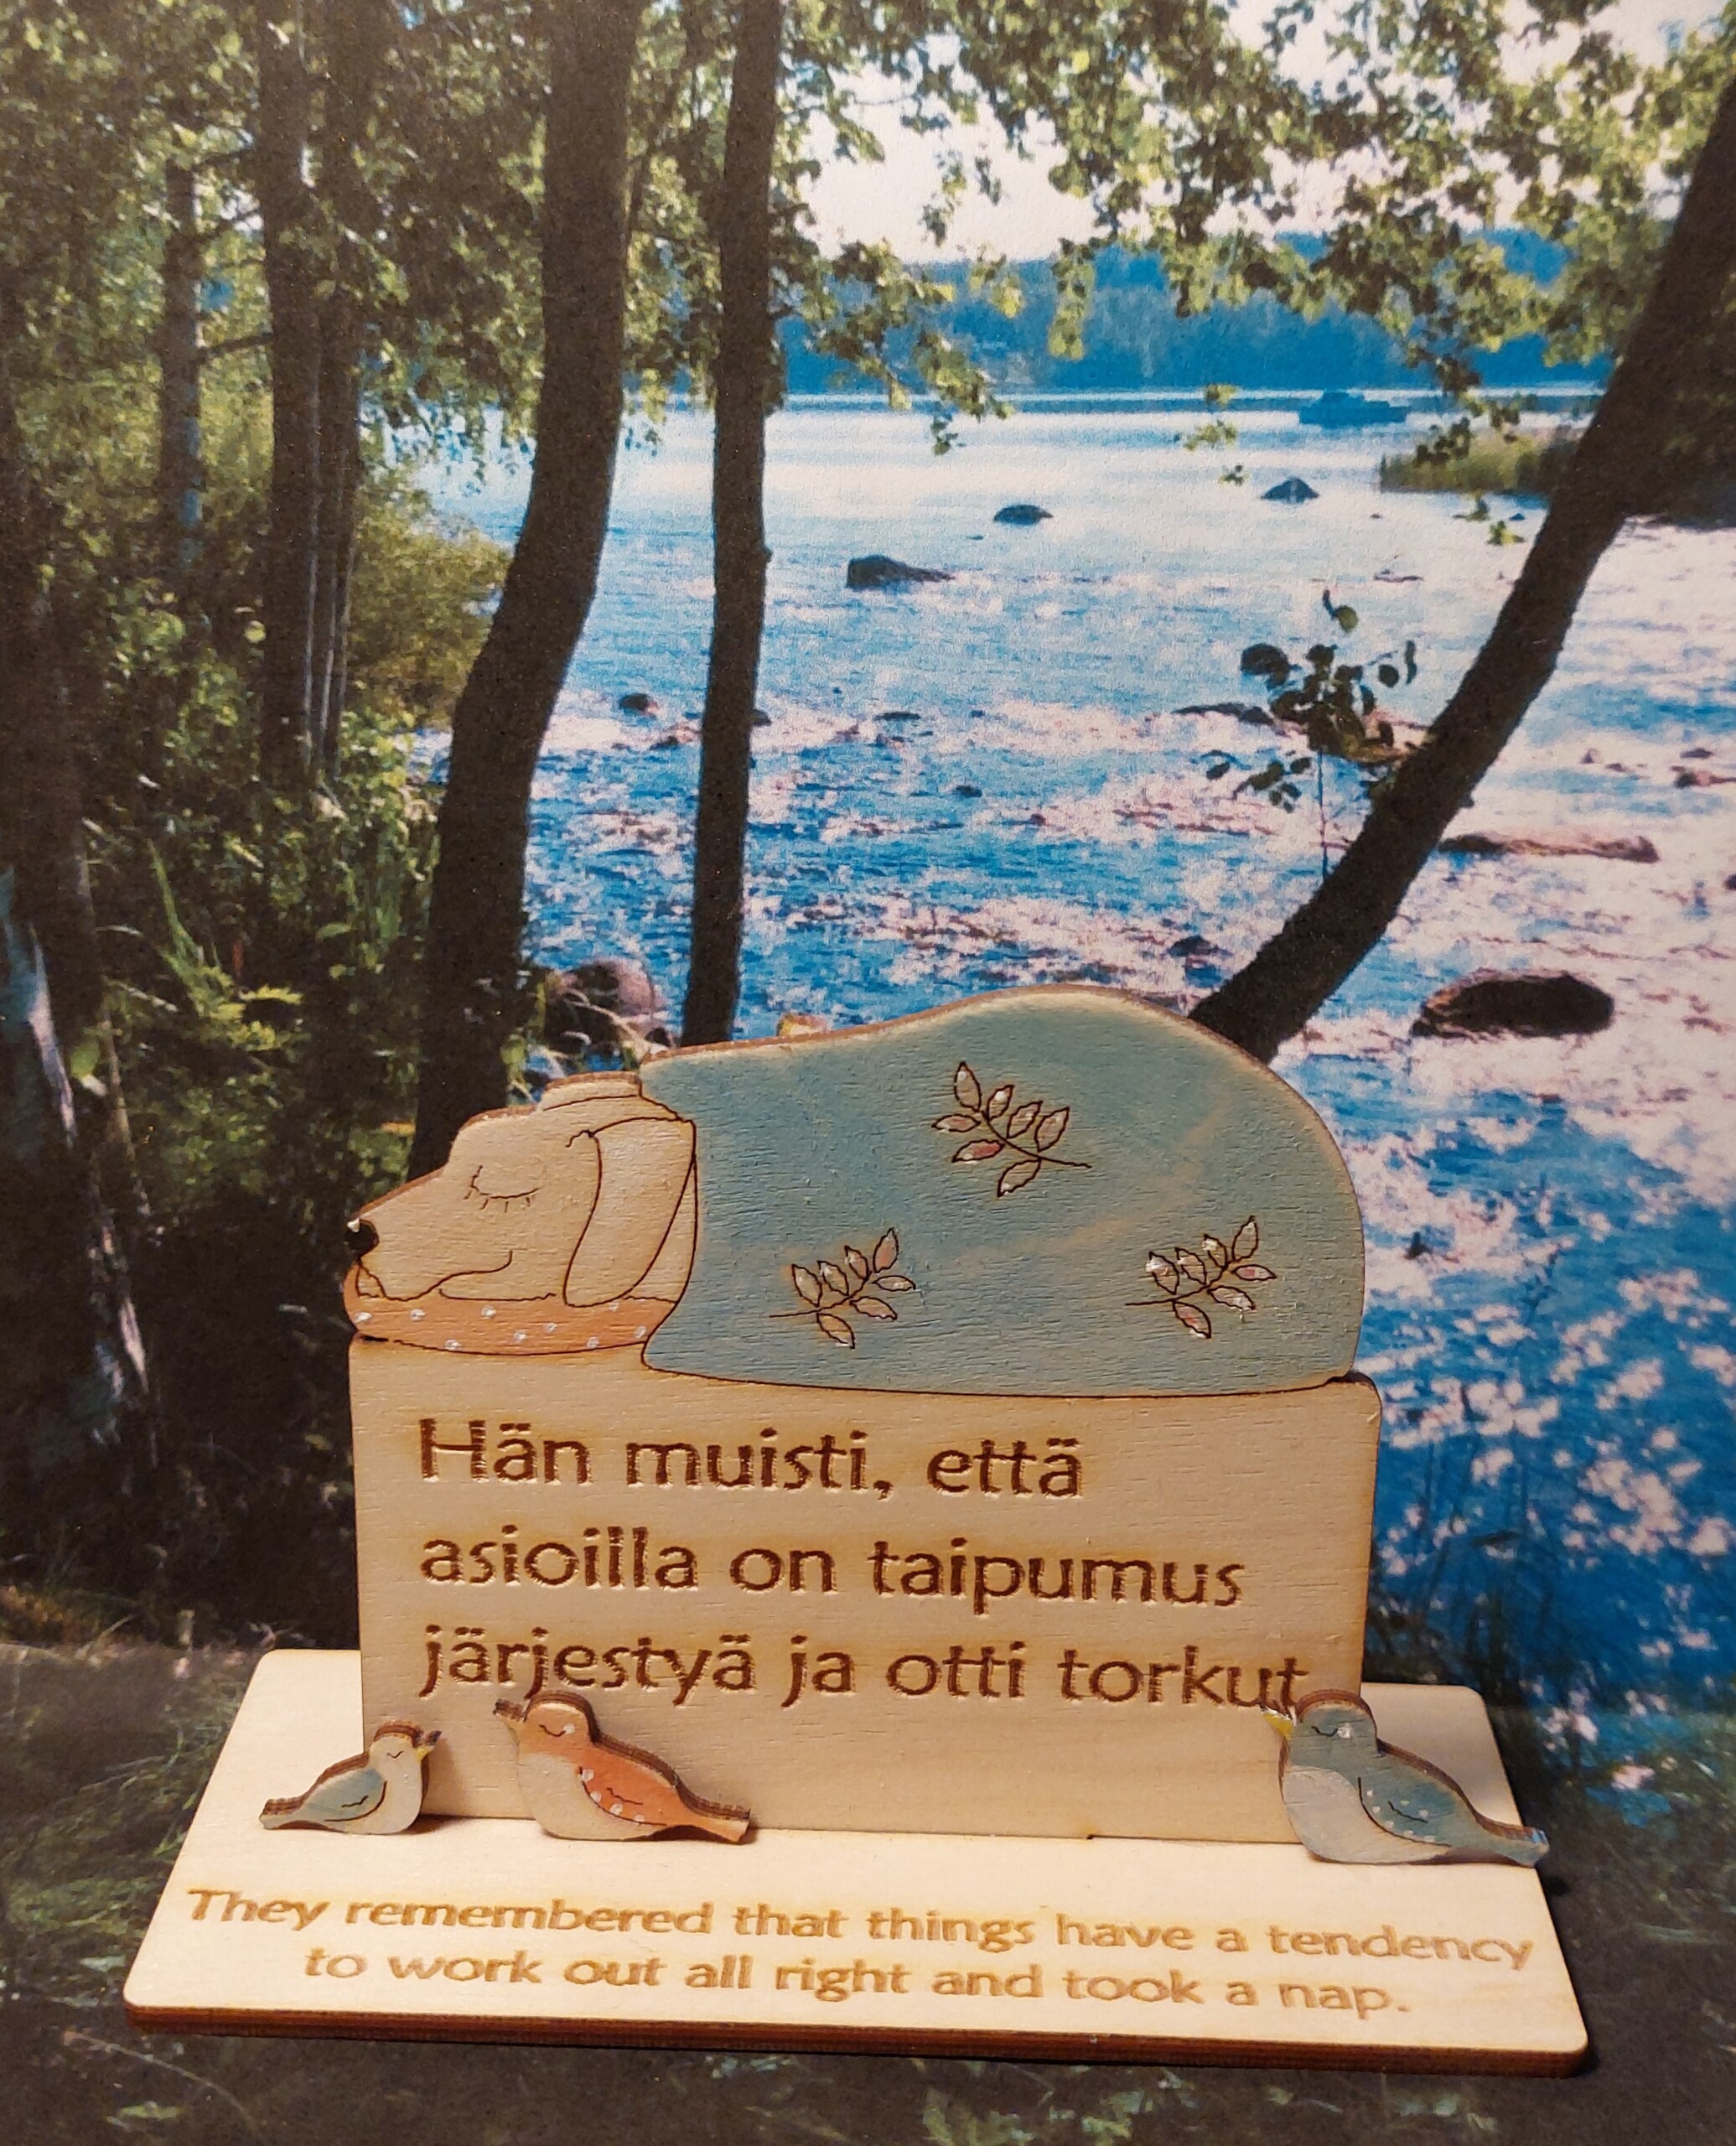 Hän muisti, että
asioilla on taipumus
järjestyä ja otti torkut
They remembered that things have a tendency
to work out all right and took a nap.